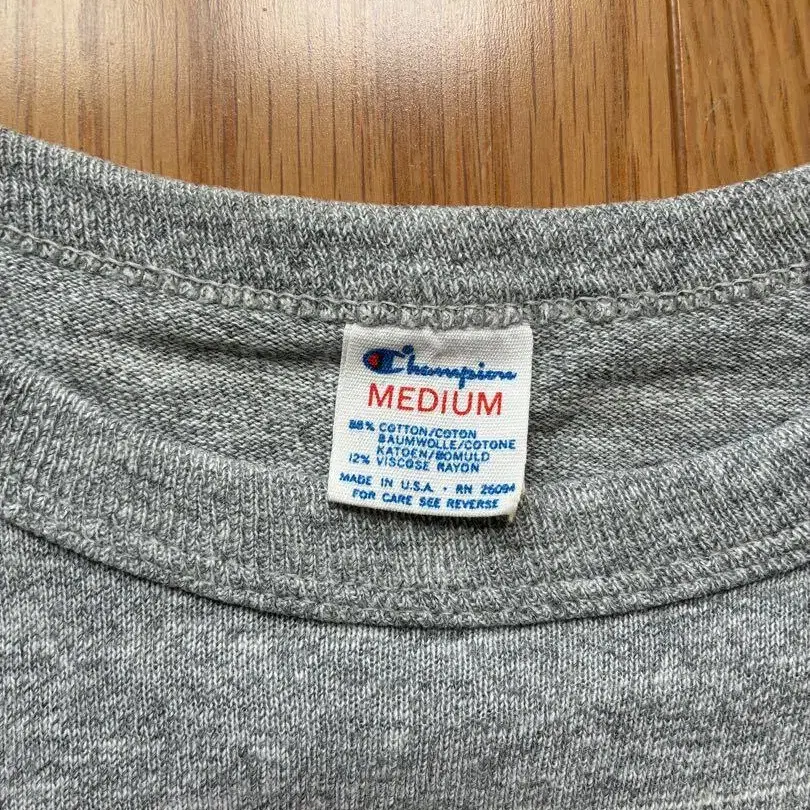 Champion
MEDIUM
88% COTTON/COTON
BAUMWOLLE/COTONE
KATOEN/BOMULD
12% VISCOSE RAYON
MADE IN U.S.A. · RN 26094
FOR CARE SEE REVERSE